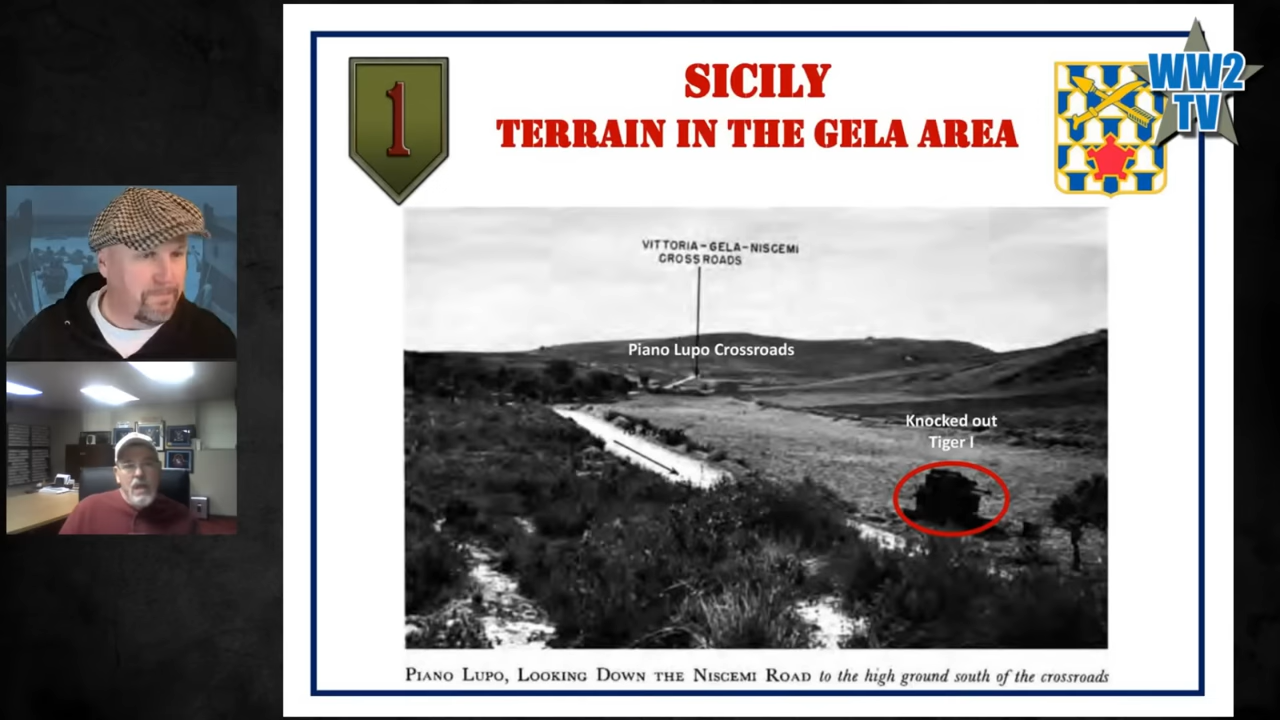 1
SICILY
TERRAIN IN THE GELA AREA
WW2
TV
VITTORIA-GELA-NISCEMI
CROSSROADS
Piano Lupo Crossroads
Knocked out
Tiger I
PIANO LUPO, LOOKING DOWN THE NISCEMI ROAD to the high ground south of the crossroads